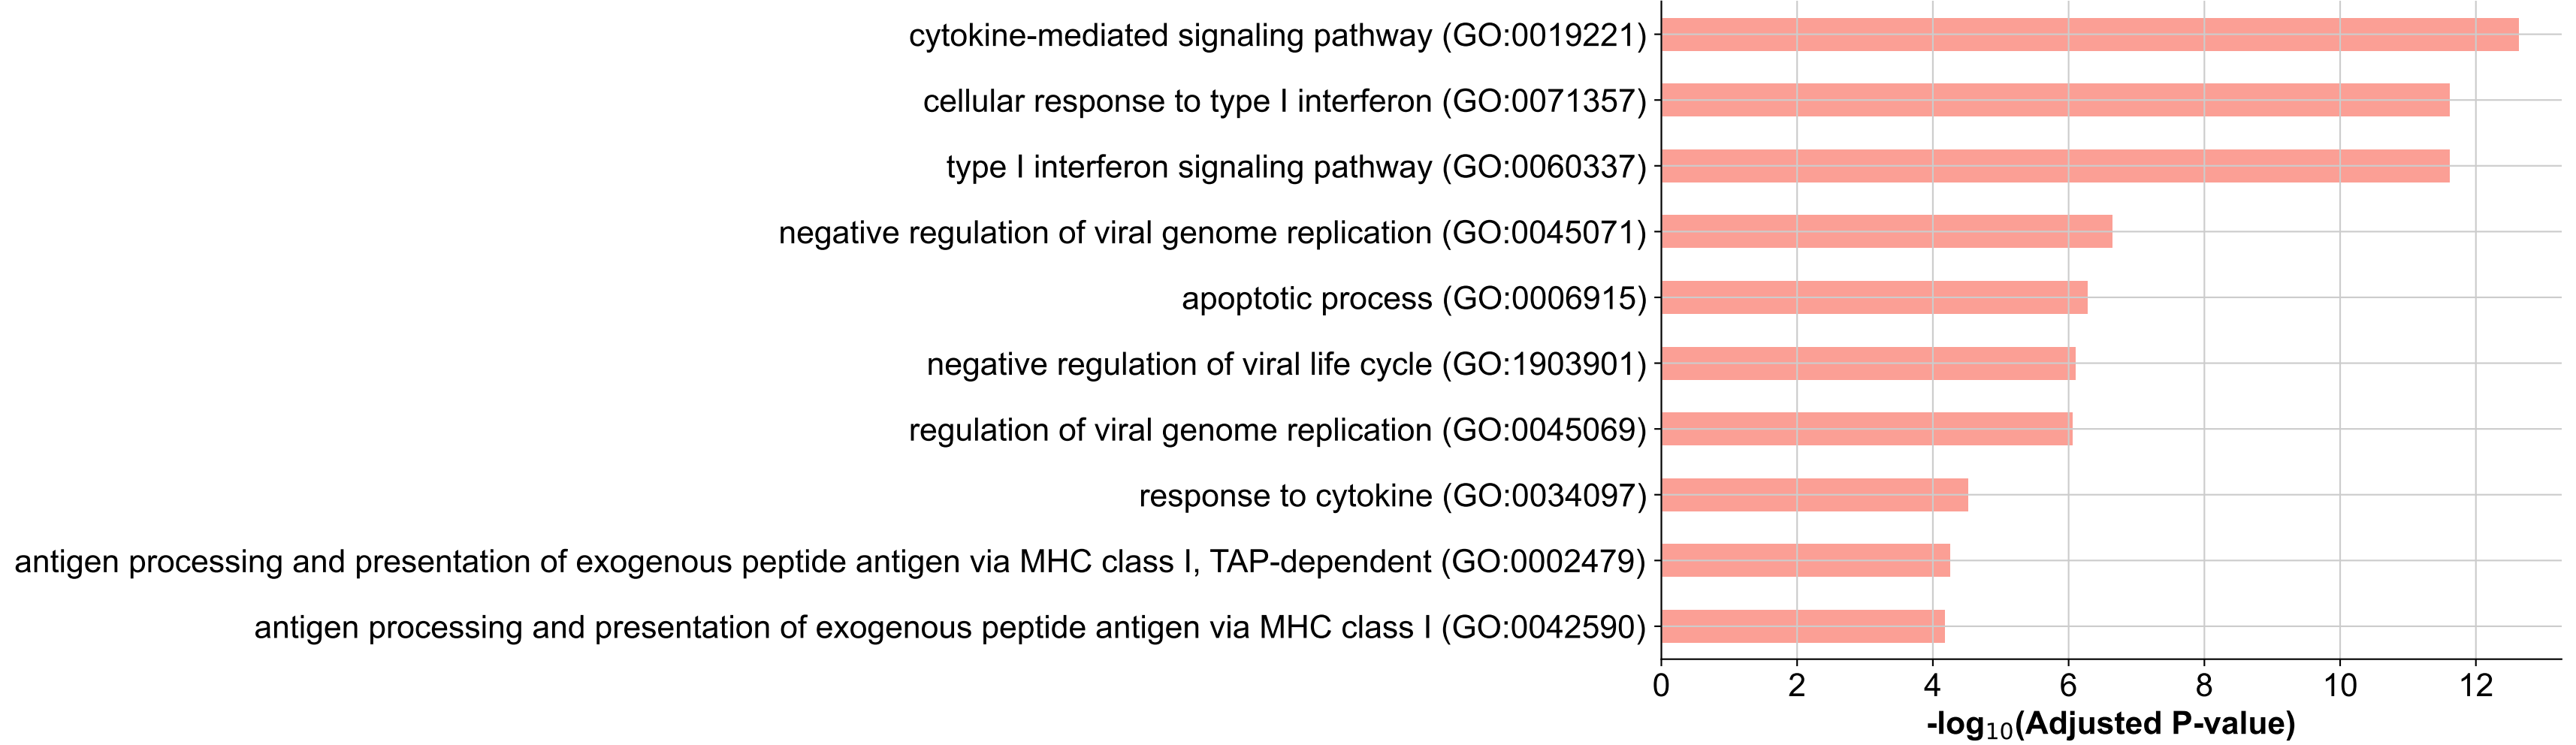 cytokine-mediated signaling pathway (GO:0019221)
cellular response to type I interferon (GO:0071357)
type I interferon signaling pathway (GO:0060337)
negative regulation of viral genome replication (GO:0045071)
apoptotic process (GO:0006915)
negative regulation of viral life cycle (GO:1903901)
regulation of viral genome replication (GO:0045069)
response to cytokine (GO:0034097)
antigen processing and presentation of exogenous peptide antigen via MHC class I, TAP-dependent (GO:0002479)
antigen processing and presentation of exogenous peptide antigen via MHC class I (GO:0042590)
0 2 4 6 8 10 12
-log₁₀(Adjusted P-value)